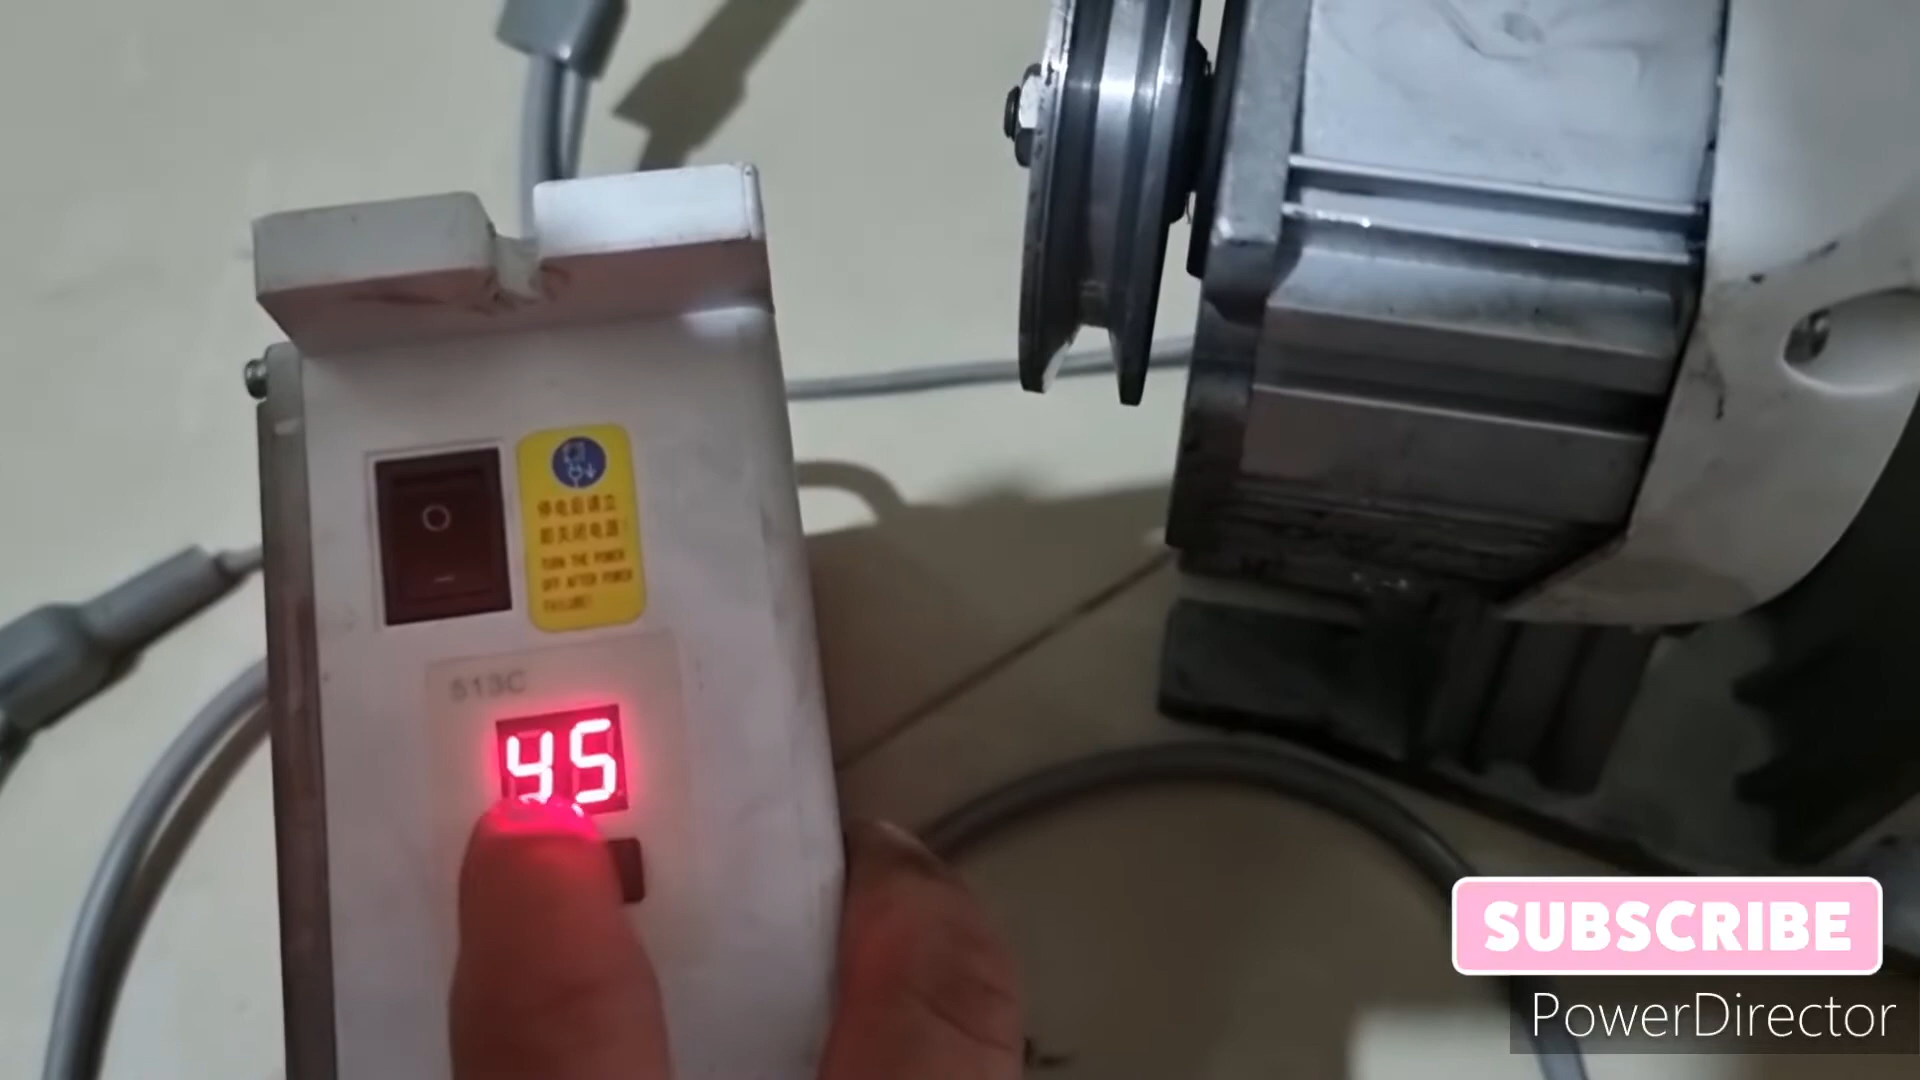 停电后请立
即关闭电源!
TURN THE POWER
OFF AFTER POWER
FAILURE!
513C
45
SUBSCRIBE
PowerDirector